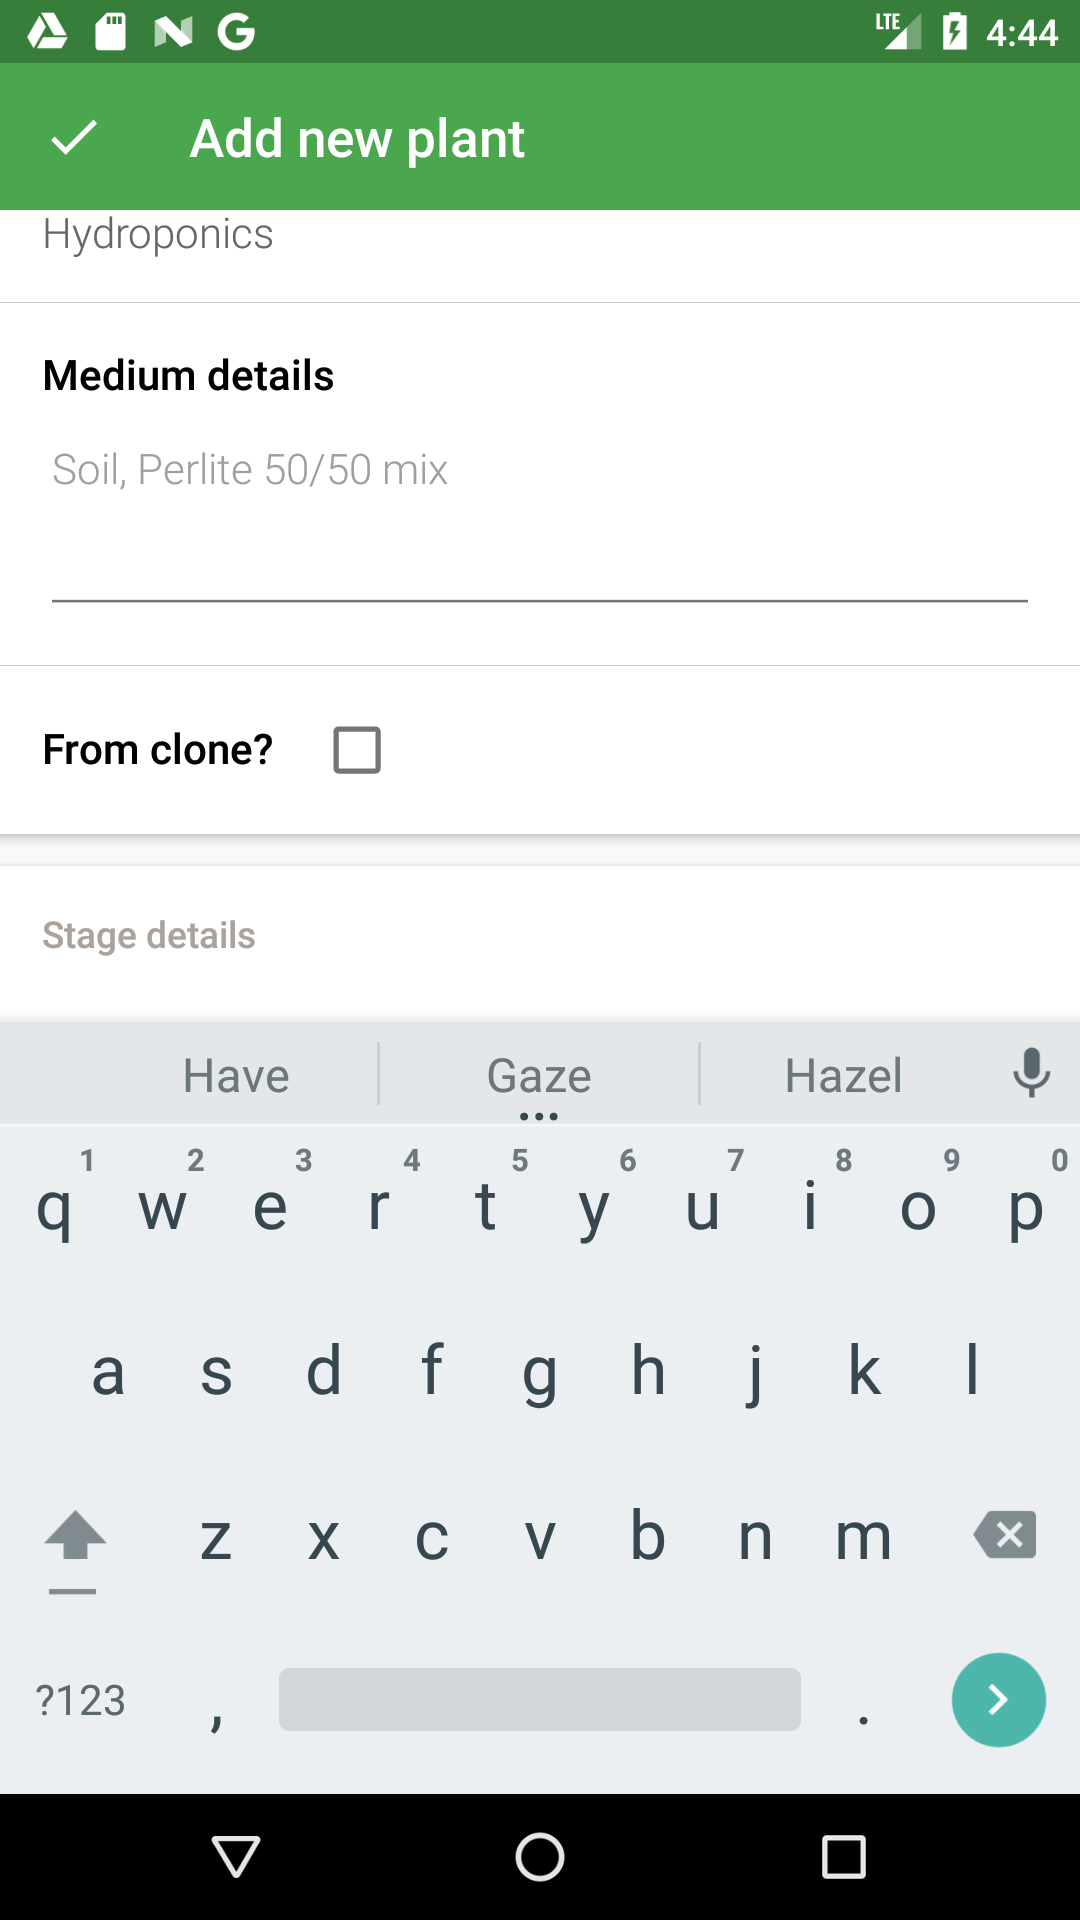 LTE 4:44
Add new plant
Hydroponics
Medium details
Soil, Perlite 50/50 mix
From clone?
Stage details
Have Gaze Hazel
1 2 3 4 5 6 7 8 9 0
q w e r t y u i o p
a s d f g h j k l
z x c v b n m
?123 , .